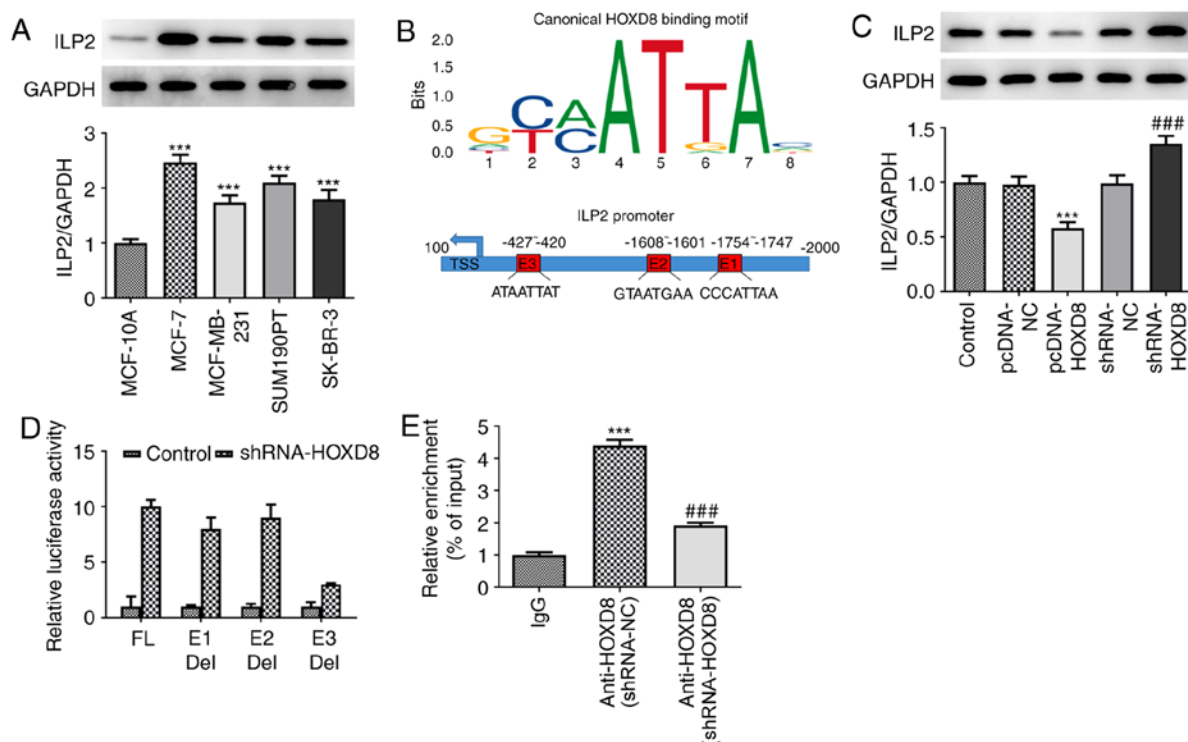 A
ILP2
GAPDH
ILP2/GAPDH
3
2
1
0
***
***
***
***
MCF-10A
MCF-7
MCF-MB-
231
SUM190PT
SK-BR-3
B
Canonical HOXD8 binding motif
Bits
2.0
1.5
1.0
0.5
0.0
1 2 3 4 5 6 7 8
ILP2 promoter
100
TSS
-427~-420
-1608~-1601
-1754~-1747
-2000
E3
E2
E1
ATAATTAT
GTAATGAA
CCCATTAA
C
ILP2
GAPDH
ILP2/GAPDH
1.5
1.0
0.5
0.0
***
###
Control
pcDNA-
NC
pcDNA-
HOXD8
shRNA-
NC
shRNA-
HOXD8
D
Control shRNA-HOXD8
Relative luciferase activity
15
10
5
0
FL
E1
Del
E2
Del
E3
Del
E
Relative enrichment
(% of input)
5
4
3
2
1
0
***
###
IgG
Anti-HOXD8
(shRNA-NC)
Anti-HOXD8
(shRNA-HOXD8)